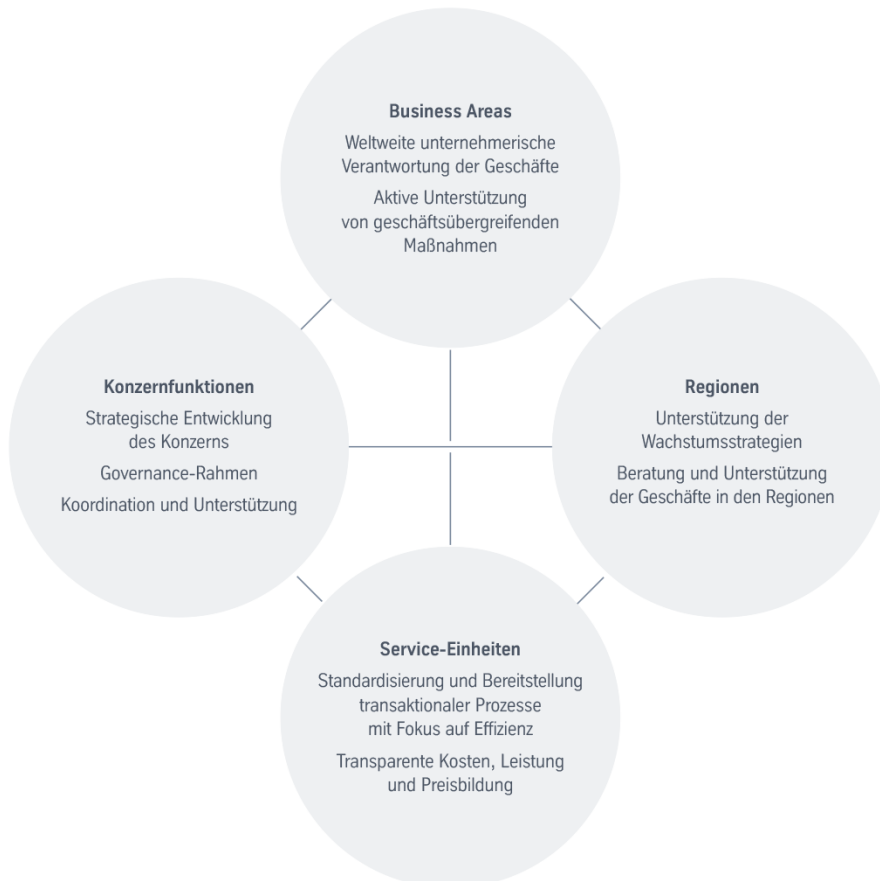 Business Areas
Weltweite unternehmerische
Verantwortung der Geschäfte
Aktive Unterstützung
von geschäftsübergreifenden
Maßnahmen
Konzernfunktionen
Strategische Entwicklung
des Konzerns
Governance-Rahmen
Koordination und Unterstützung
Regionen
Unterstützung der
Wachstumsstrategien
Beratung und Unterstützung
der Geschäfte in den Regionen
Service-Einheiten
Standardisierung und Bereitstellung
transaktionaler Prozesse
mit Fokus auf Effizienz
Transparente Kosten, Leistung
und Preisbildung